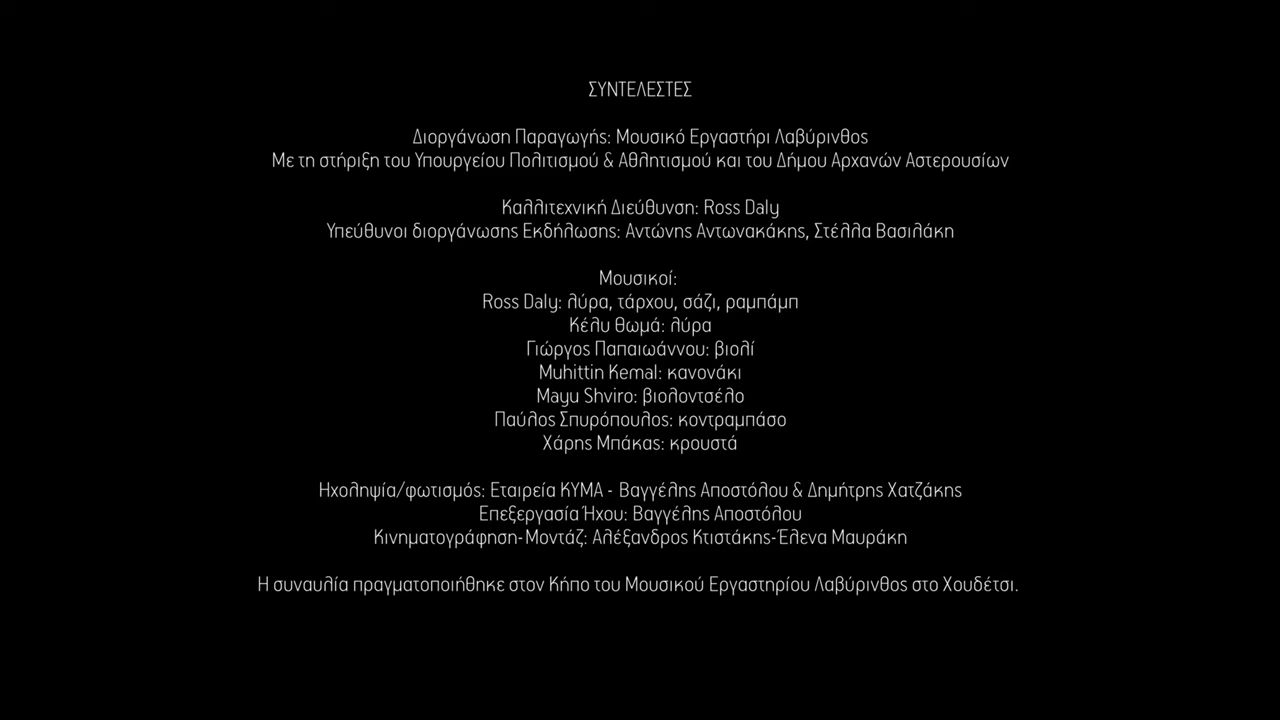 ΣΥΝΤΕΛΕΣΤΕΣ
Διοργάνωση Παραγωγής: Μουσικό Εργαστήρι Λαβύρινθος
Με τη στήριξη του Υπουργείου Πολιτισμού & Αθλητισμού και του Δήμου Αρχανών Αστερουσίων
Καλλιτεχνική Διεύθυνση: Ross Daly
Υπεύθυνοι διοργάνωσης Εκδήλωσης: Αντώνης Αντωνακάκης, Στέλλα Βασιλάκη
Μουσικοί:
Ross Daly: λύρα, τάρχου, σάζι, ραμπάμπ
Κέλυ Θωμά: λύρα
Γιώργος Παπαιωάννου: βιολί
Muhittin Kemal: κανονάκι
Mayu Shviro: βιολοντσέλο
Παύλος Σπυρόπουλος: κοντραμπάσο
Χάρης Μπάκας: κρουστά
Ηχοληψία/φωτισμός: Εταιρεία ΚΥΜΑ - Βαγγέλης Αποστόλου & Δημήτρης Χατζάκης
Επεξεργασία Ήχου: Βαγγέλης Αποστόλου
Κινηματογράφηση-Μοντάζ: Αλέξανδρος Κτιστάκης-Έλενα Μαυράκη
Η συναυλία πραγματοποιήθηκε στον Κήπο του Μουσικού Εργαστηρίου Λαβύρινθος στο Χουδέτσι.